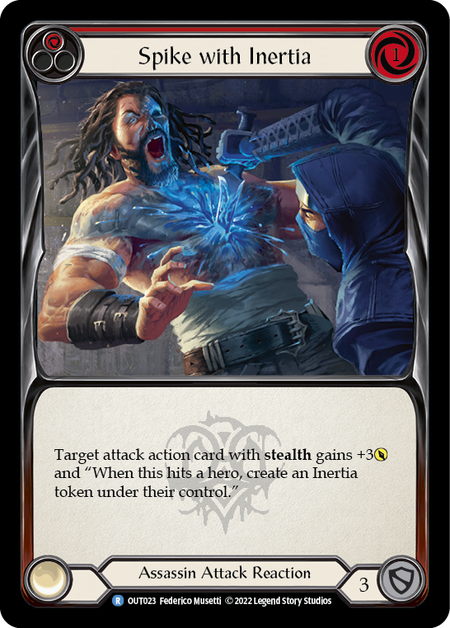 Spike with Inertia
1
Target attack action card with stealth gains +3
and “When this hits a hero, create an Inertia
token under their control.”
Assassin Attack Reaction
3
R OUT023 Federico Musetti ©2022 Legend Story Studios